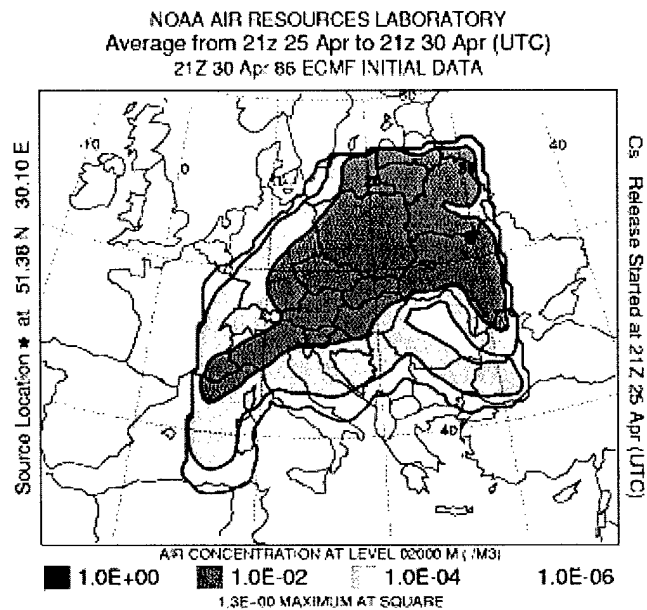 NOAA AIR RESOURCES LABORATORY
Average from 21z 25 Apr to 21z 30 Apr (UTC)
21Z 30 Apr 86 ECMF INITIAL DATA
Source Location ★ at 51.38 N 30.10 E
10
0
40
40
Cs Release Started at 21Z 25 Apr (UTC)
AIR CONCENTRATION AT LEVEL 02000 M ( /M3)
1.0E+00 1.0E-02 1.0E-04 1.0E-06
1.3E-00 MAXIMUM AT SQUARE